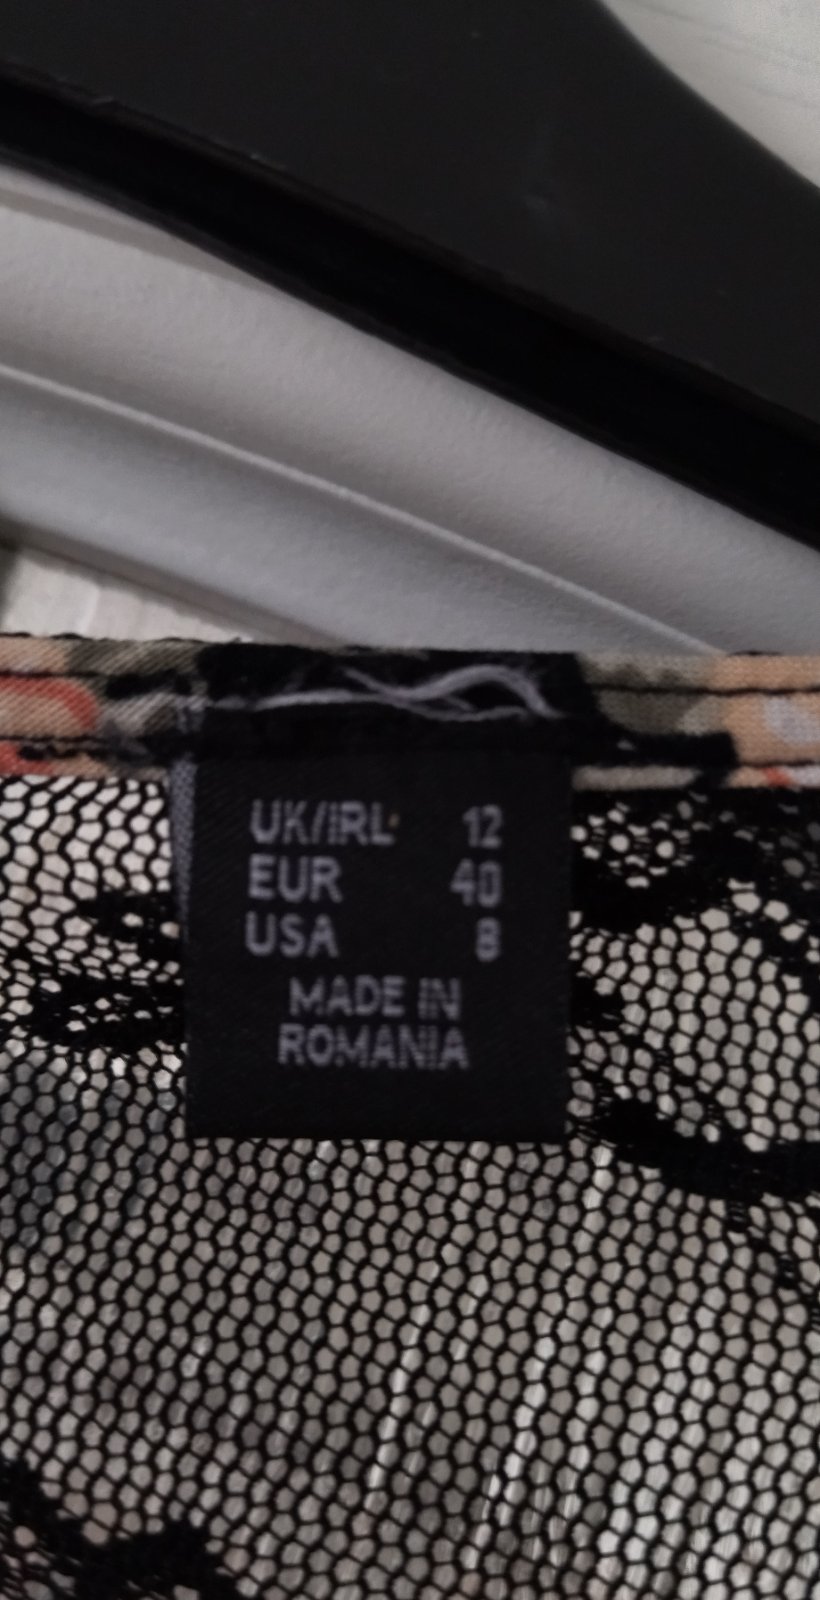 UK/IRL 12
EUR 40
USA 8
MADE IN
ROMANIA